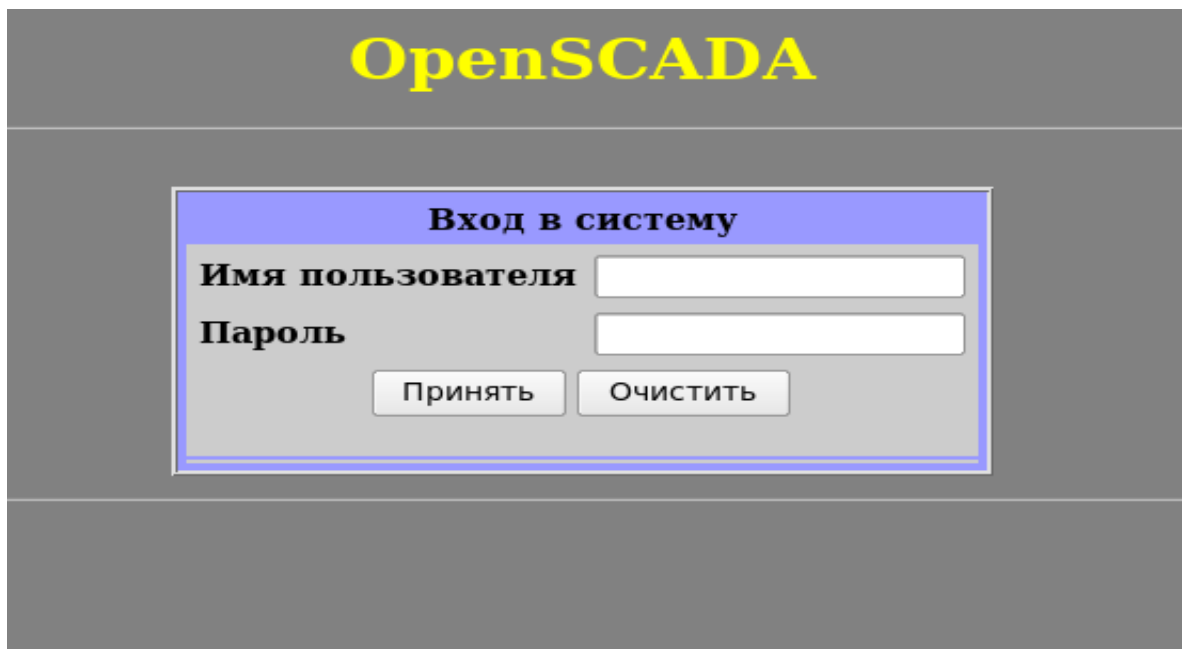 OpenSCADA
Вход в систему
Имя пользователя
Пароль
Принять Очистить